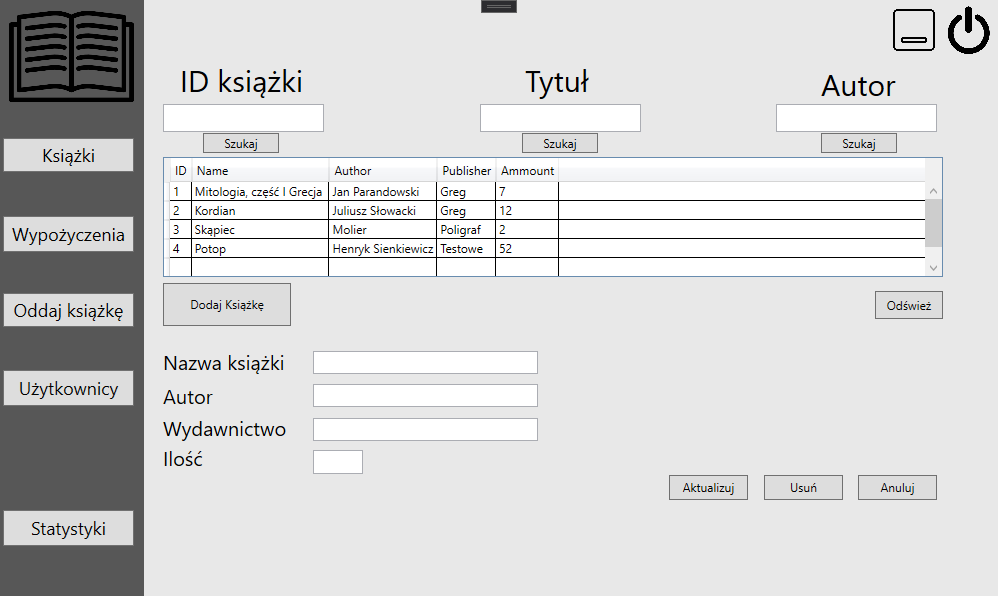 ID książki
Tytuł
Autor
Szukaj
Szukaj
Szukaj
Książki
Wypożyczenia
Oddaj książkę
Użytkownicy
Statystyki
ID Name Author Publisher Ammount
1 Mitologia, część I Grecja Jan Parandowski Greg 7
2 Kordian Juliusz Słowacki Greg 12
3 Skąpiec Molier Poligraf 2
4 Potop Henryk Sienkiewicz Testowe 52
Dodaj Książkę
Odśwież
Nazwa książki
Autor
Wydawnictwo
Ilość
Aktualizuj
Usuń
Anuluj